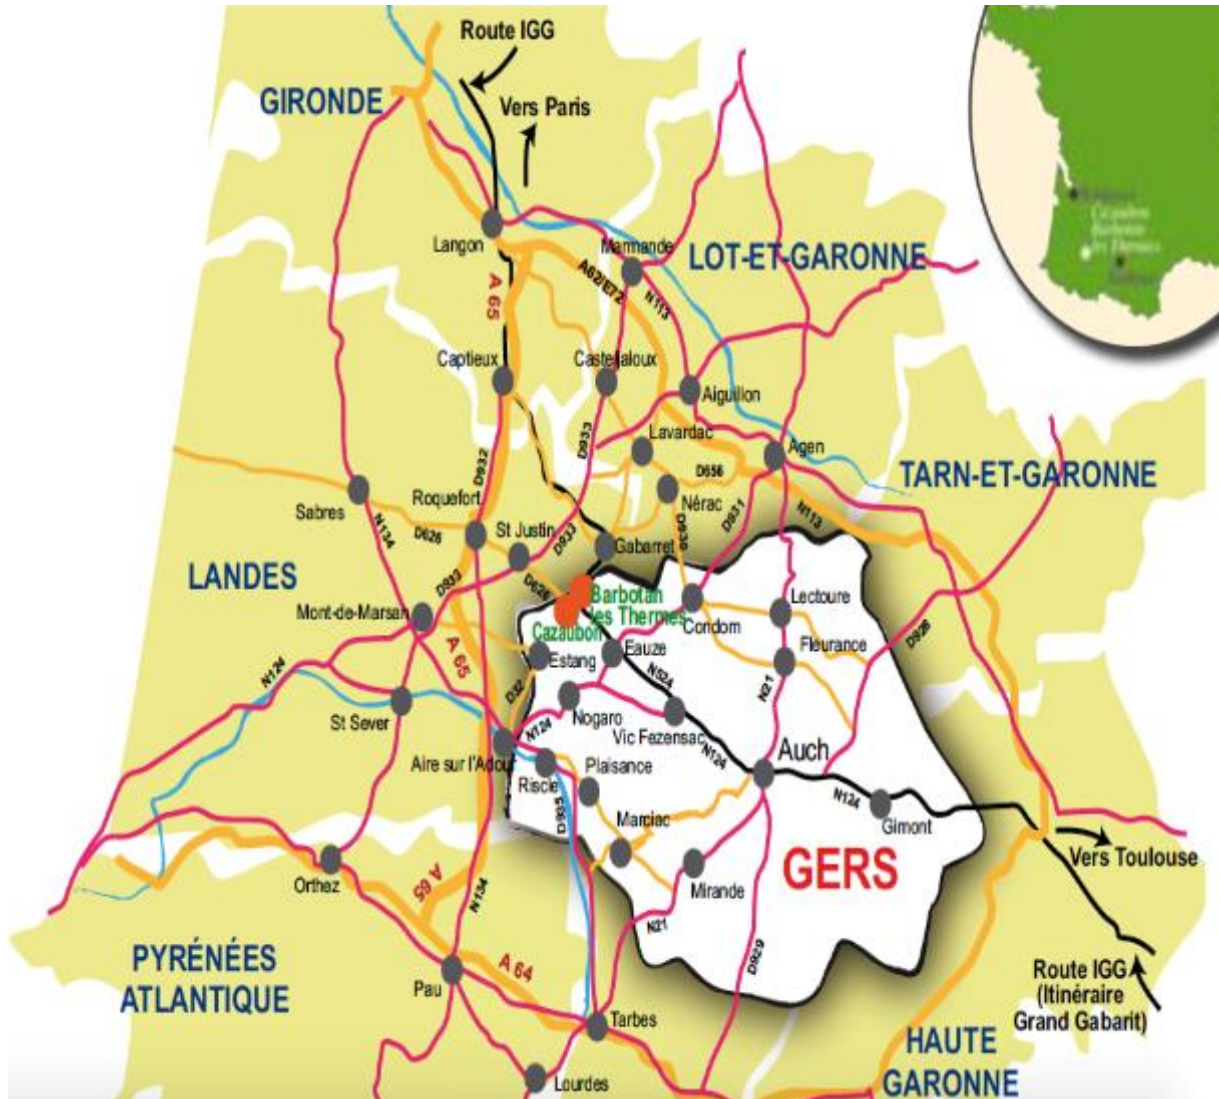 Route IGG
GIRONDE
Vers Paris
Langon
Marmande
LOT-ET-GARONNE
A62/E72
N113
A 65
Captieux
Casteljaloux
Aiguillon
Lavardac
Agen
D933
D932
D656
TARN-ET-GARONNE
Roquefort
Nérac
Sabres
D931
N113
St Justin
N134
D626
D933
D930
Gabarret
LANDES
D933
D626
Barbotan
les Thermes
Lectoure
Mont-de-Marsan
Condom
Cazaubon
Fleurance
D928
Estang
Eauze
A 65
N124
D32
N524
N21
St Sever
Nogaro
N124
Vic Fezensac
N124
Auch
Aire sur l'Adour
Riscle
Plaisance
N124
D935
Marciac
Gimont
Vers Toulouse
Orthez
A 65
N134
Mirande
GERS
N21
D929
PYRÉNÉES
ATLANTIQUE
A 64
Pau
Route IGG
(Itinéraire
Grand Gabarit)
Tarbes
HAUTE
GARONNE
Lourdes